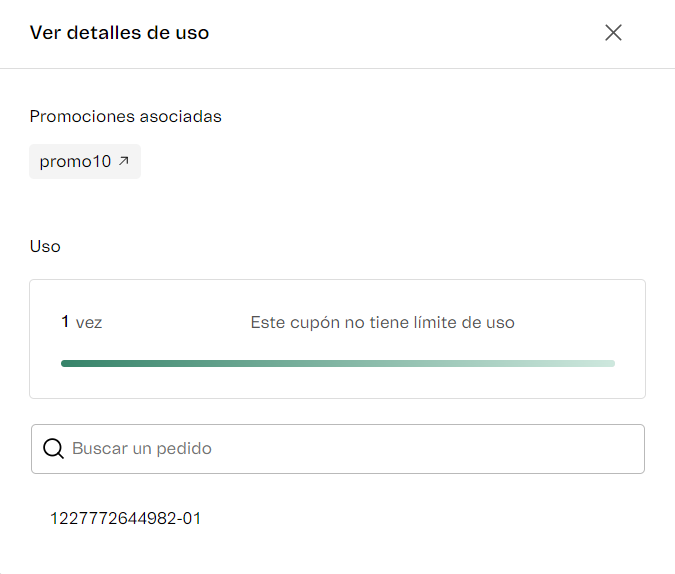 Ver detalles de uso
Promociones asociadas
promo10 ↗
Uso
1 vez
Este cupón no tiene límite de uso
Buscar un pedido
1227772644982-01